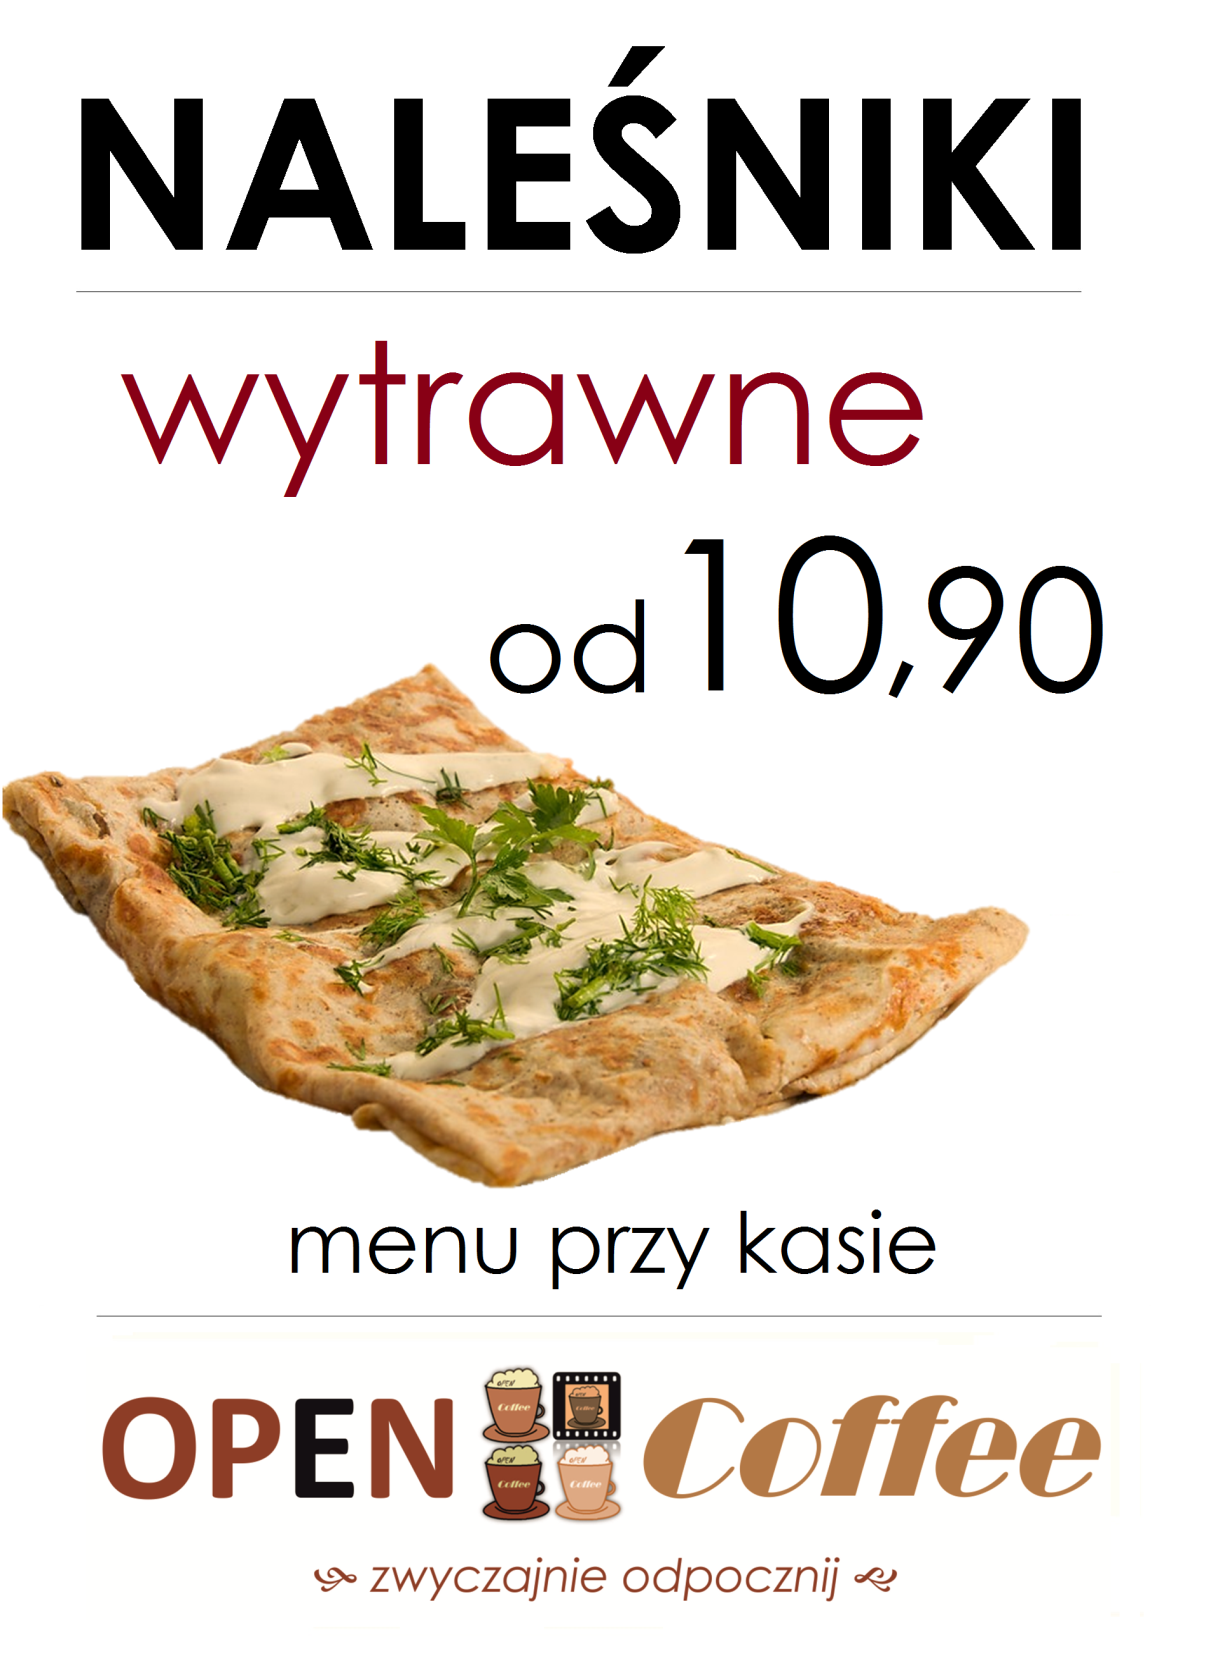 NALEŚNIKI
wytrawne
od 10,90
menu przy kasie
OPEN Coffee
zwyczajnie odpocznij